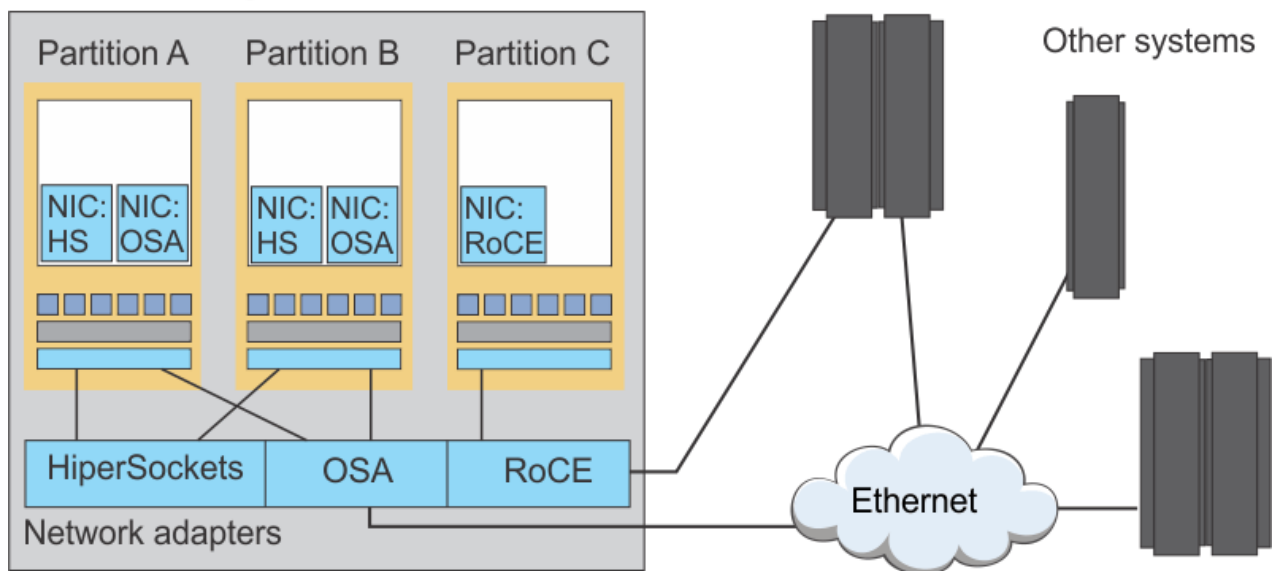 Partition A Partition B Partition C
Other systems
NIC: HS
NIC: OSA
NIC: HS
NIC: OSA
NIC: RoCE
HiperSockets OSA RoCE
Ethernet
Network adapters